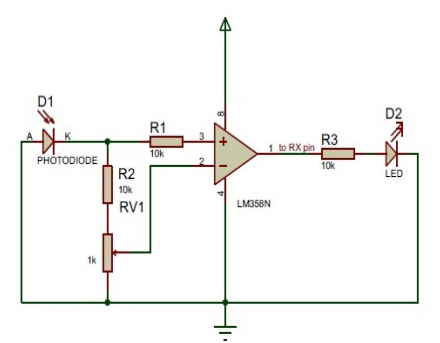 D1
A
K
PHOTODIODE
R1
10k
R2
10k
RV1
1k
3
2
8
1
4
LM358N
to RX pin
R3
10k
D2
LED